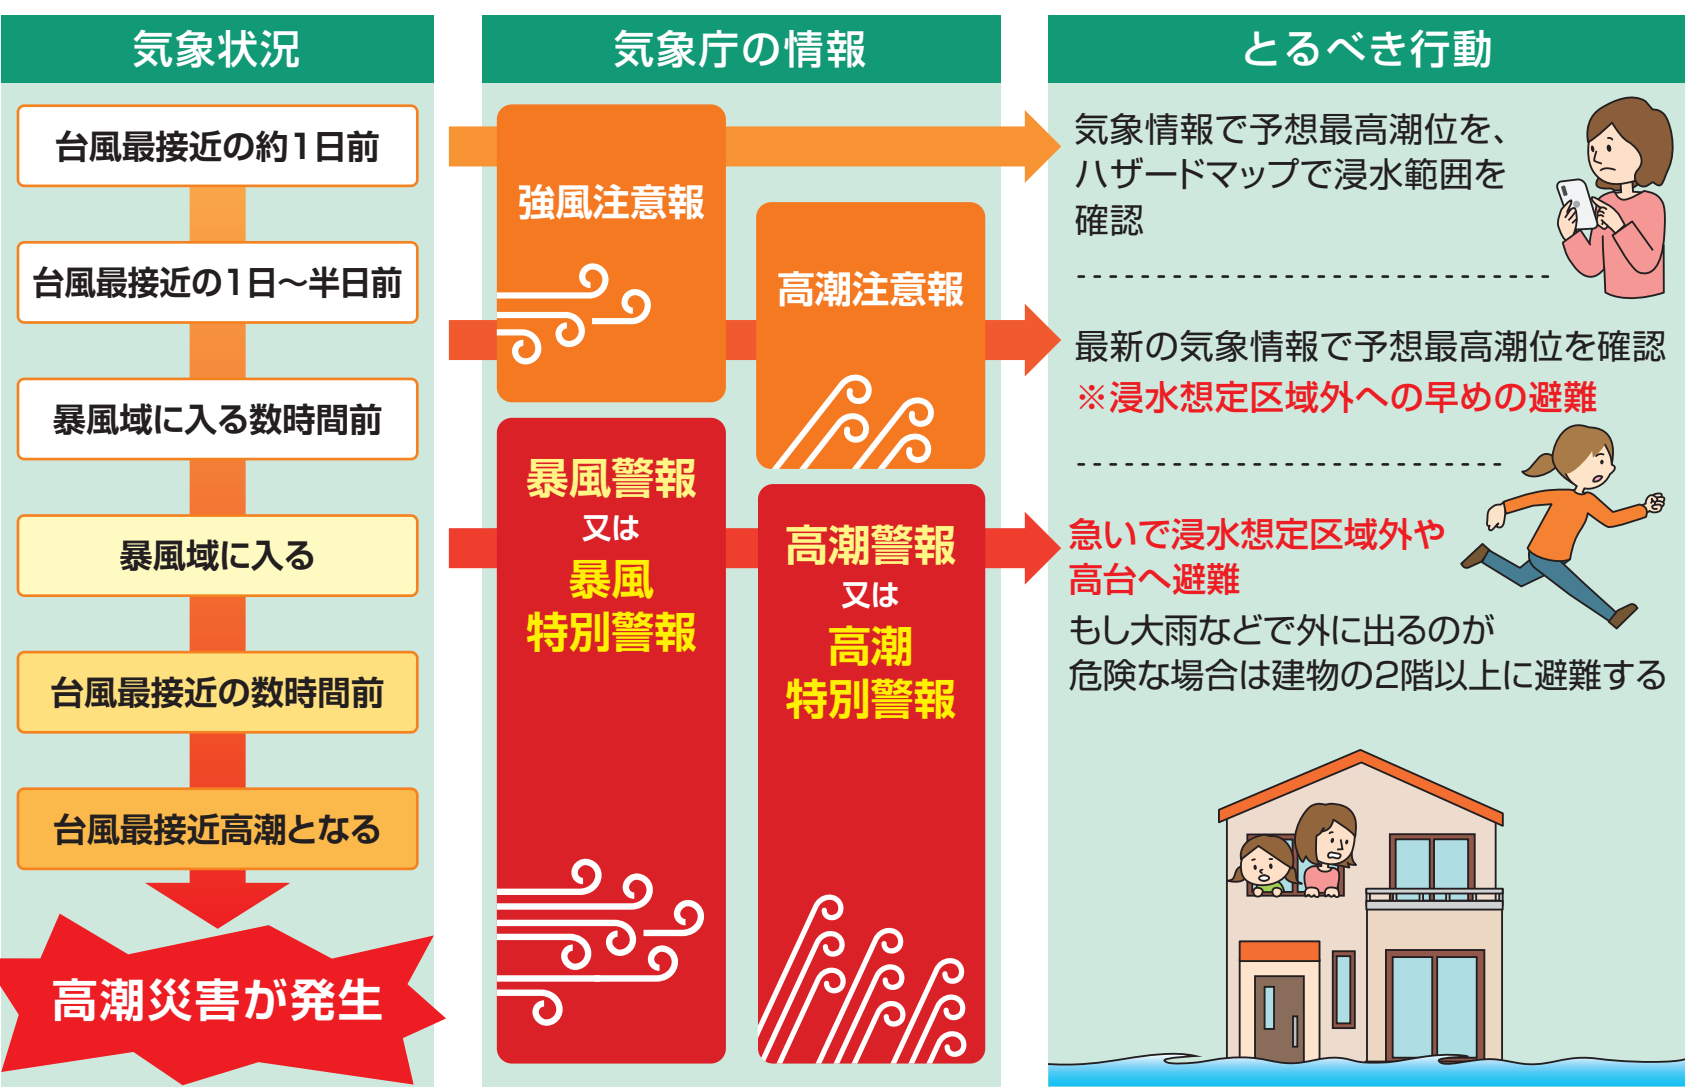 気象状況
台風最接近の約1日前
台風最接近の1日～半日前
暴風域に入る数時間前
暴風域に入る
台風最接近の数時間前
台風最接近高潮となる
高潮災害が発生
気象庁の情報
強風注意報
高潮注意報
暴風警報
又は
暴風
特別警報
高潮警報
又は
高潮
特別警報
とるべき行動
気象情報で予想最高潮位を、
ハザードマップで浸水範囲を
確認
最新の気象情報で予想最高潮位を確認
※浸水想定区域外への早めの避難
急いで浸水想定区域外や
高台へ避難
もし大雨などで外に出るのが
危険な場合は建物の2階以上に避難する